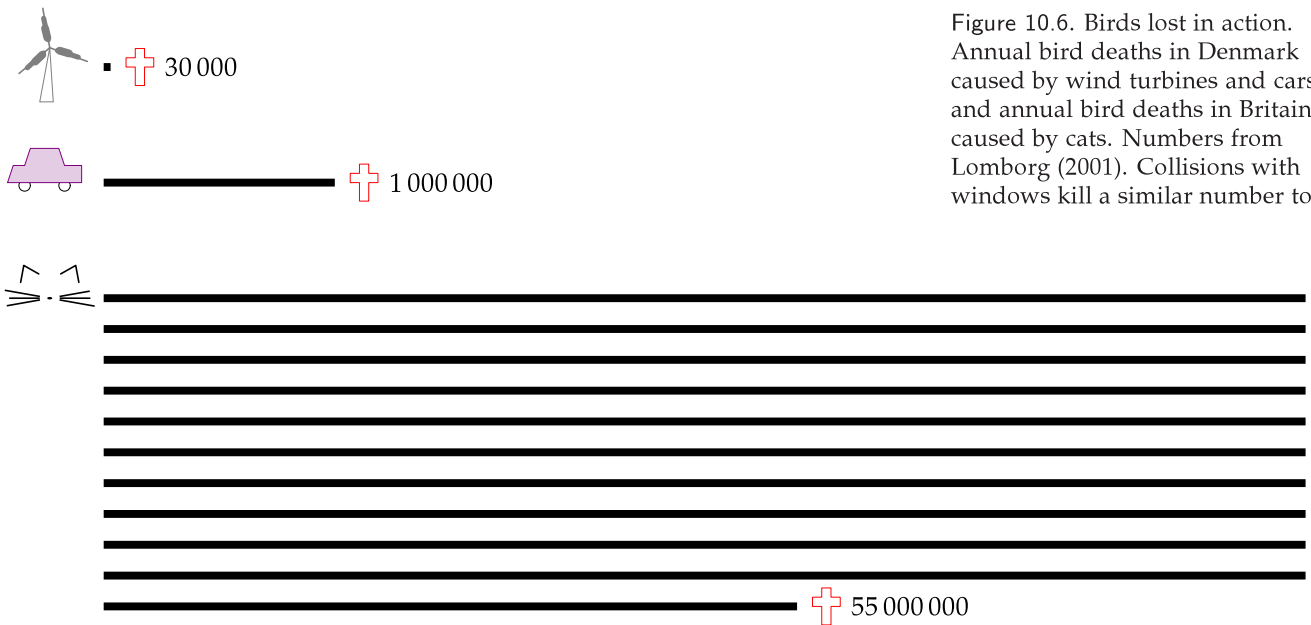 Figure 10.6. Birds lost in action.
Annual bird deaths in Denmark
caused by wind turbines and cars
and annual bird deaths in Britain
caused by cats. Numbers from
Lomborg (2001). Collisions with
windows kill a similar number to
30 000
1 000 000
55 000 000